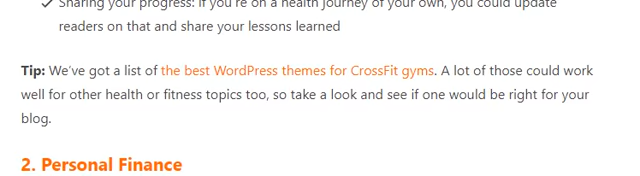 Sharing your progress: If you're on a health journey of your own, you could update
readers on that and share your lessons learned
Tip: We've got a list of the best WordPress themes for CrossFit gyms. A lot of those could work
well for other health or fitness topics too, so take a look and see if one would be right for your
blog.
2. Personal Finance